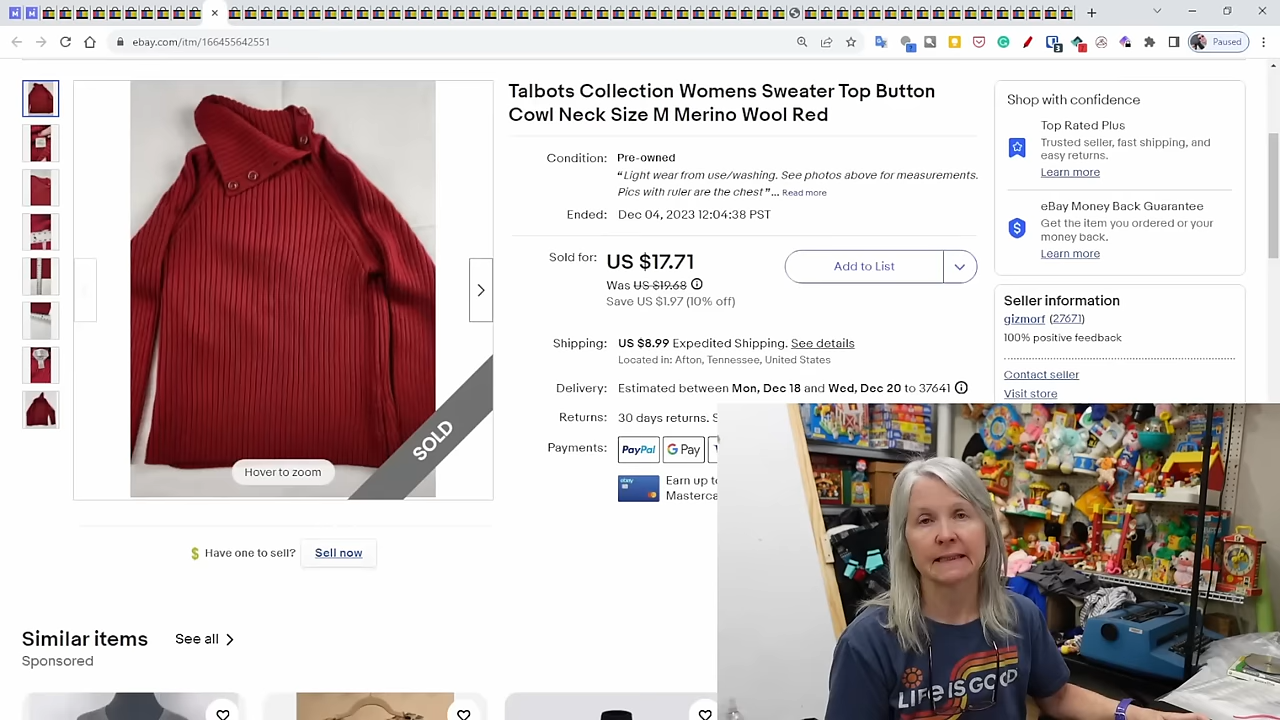 ebay.com/itm/166455642551
Paused
Talbots Collection Womens Sweater Top Button
Cowl Neck Size M Merino Wool Red
Condition: Pre-owned
“Light wear from use/washing. See photos above for measurements.
Pics with ruler are the chest”... Read more
Ended: Dec 04, 2023 12:04:38 PST
Sold for: US $17.71
Was US $19.68
Save US $1.97 (10% off)
Add to List
Shipping: US $8.99 Expedited Shipping. See details
Located in: Afton, Tennessee, United States
Delivery: Estimated between Mon, Dec 18 and Wed, Dec 20 to 37641
Returns: 30 days returns.
Payments: PayPal G Pay
ebay
Earn up to
Masterca
SOLD
Hover to zoom
Have one to sell? Sell now
Similar items See all
Sponsored
Shop with confidence
Top Rated Plus
Trusted seller, fast shipping, and
easy returns.
Learn more
eBay Money Back Guarantee
Get the item you ordered or your
money back.
Learn more
Seller information
gizmorf (27671)
100% positive feedback
Contact seller
Visit store
LIFE IS GOOD